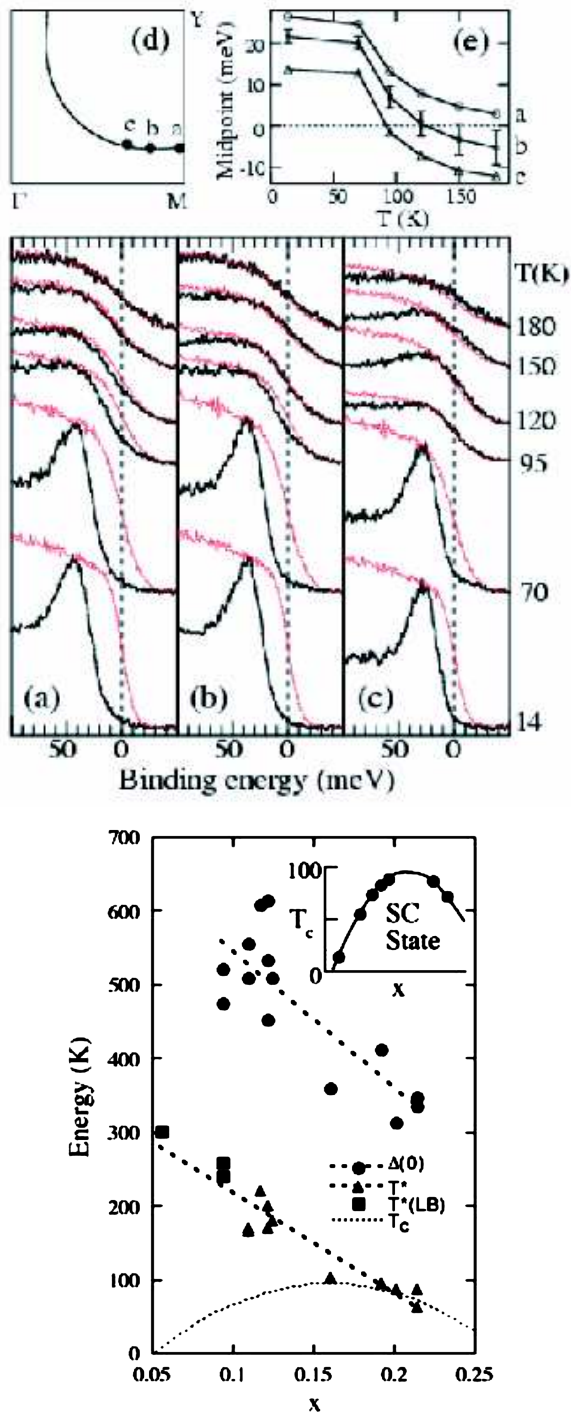 Y
(d)
c b a
Γ M
(e)
Midpoint (meV)
20
10
0
-10
a
b
c
0 50 100 150
T (K)
T(K)
180
150
120
95
70
14
(a) (b) (c)
50 0 50 0 50 0
Binding energy (meV)
700
600
500
400
300
200
100
0
Energy (K)
100
T_c
0
SC
State
x
Δ(0)
T*
T*(LB)
T_c
0.05 0.1 0.15 0.2 0.25
x